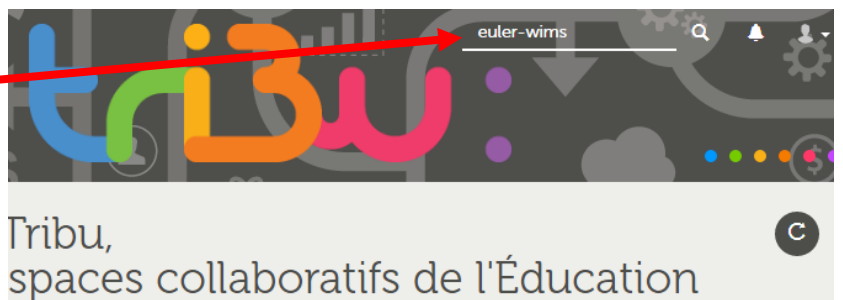 euler-wims
tribu
Tribu,
spaces collaboratifs de l'Éducation